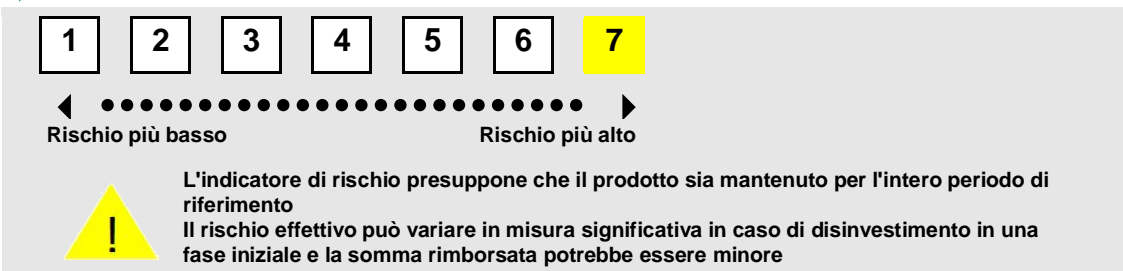 1 2 3 4 5 6 7
Rischio più basso Rischio più alto
L'indicatore di rischio presuppone che il prodotto sia mantenuto per l'intero periodo di
riferimento
Il rischio effettivo può variare in misura significativa in caso di disinvestimento in una
fase iniziale e la somma rimborsata potrebbe essere minore
!